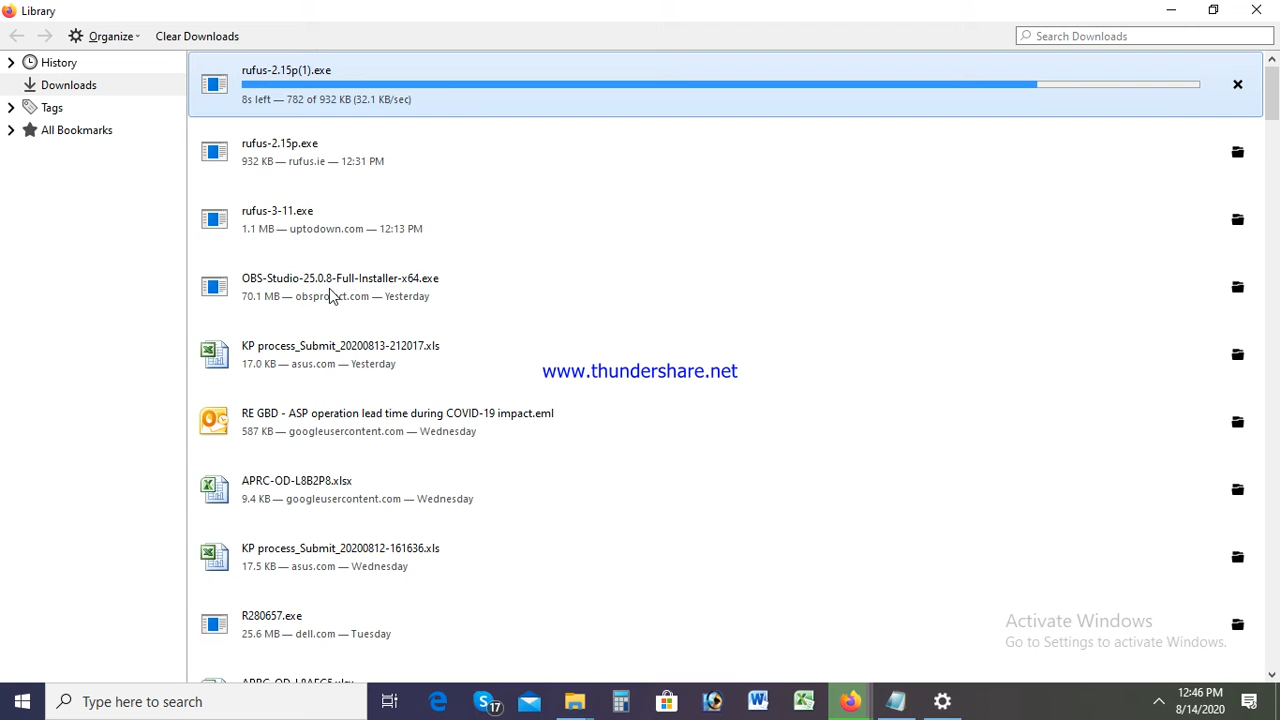 Library
Organize
Clear Downloads
Search Downloads
History
Downloads
Tags
All Bookmarks
rufus-2.15p(1).exe
8s left — 782 of 932 KB (32.1 KB/sec)
rufus-2.15p.exe
932 KB — rufus.ie — 12:31 PM
rufus-3-11.exe
1.1 MB — uptodown.com — 12:13 PM
OBS-Studio-25.0.8-Full-Installer-x64.exe
70.1 MB — obsproject.com — Yesterday
KP process_Submit_20200813-212017.xls
17.0 KB — asus.com — Yesterday
www.thundershare.net
RE GBD - ASP operation lead time during COVID-19 impact.eml
587 KB — googleusercontent.com — Wednesday
APRC-OD-L8B2P8.xlsx
9.4 KB — googleusercontent.com — Wednesday
KP process_Submit_20200812-161636.xls
17.5 KB — asus.com — Wednesday
R280657.exe
25.6 MB — dell.com — Tuesday
Activate Windows
Go to Settings to activate Windows.
Type here to search
17
12:46 PM
8/14/2020